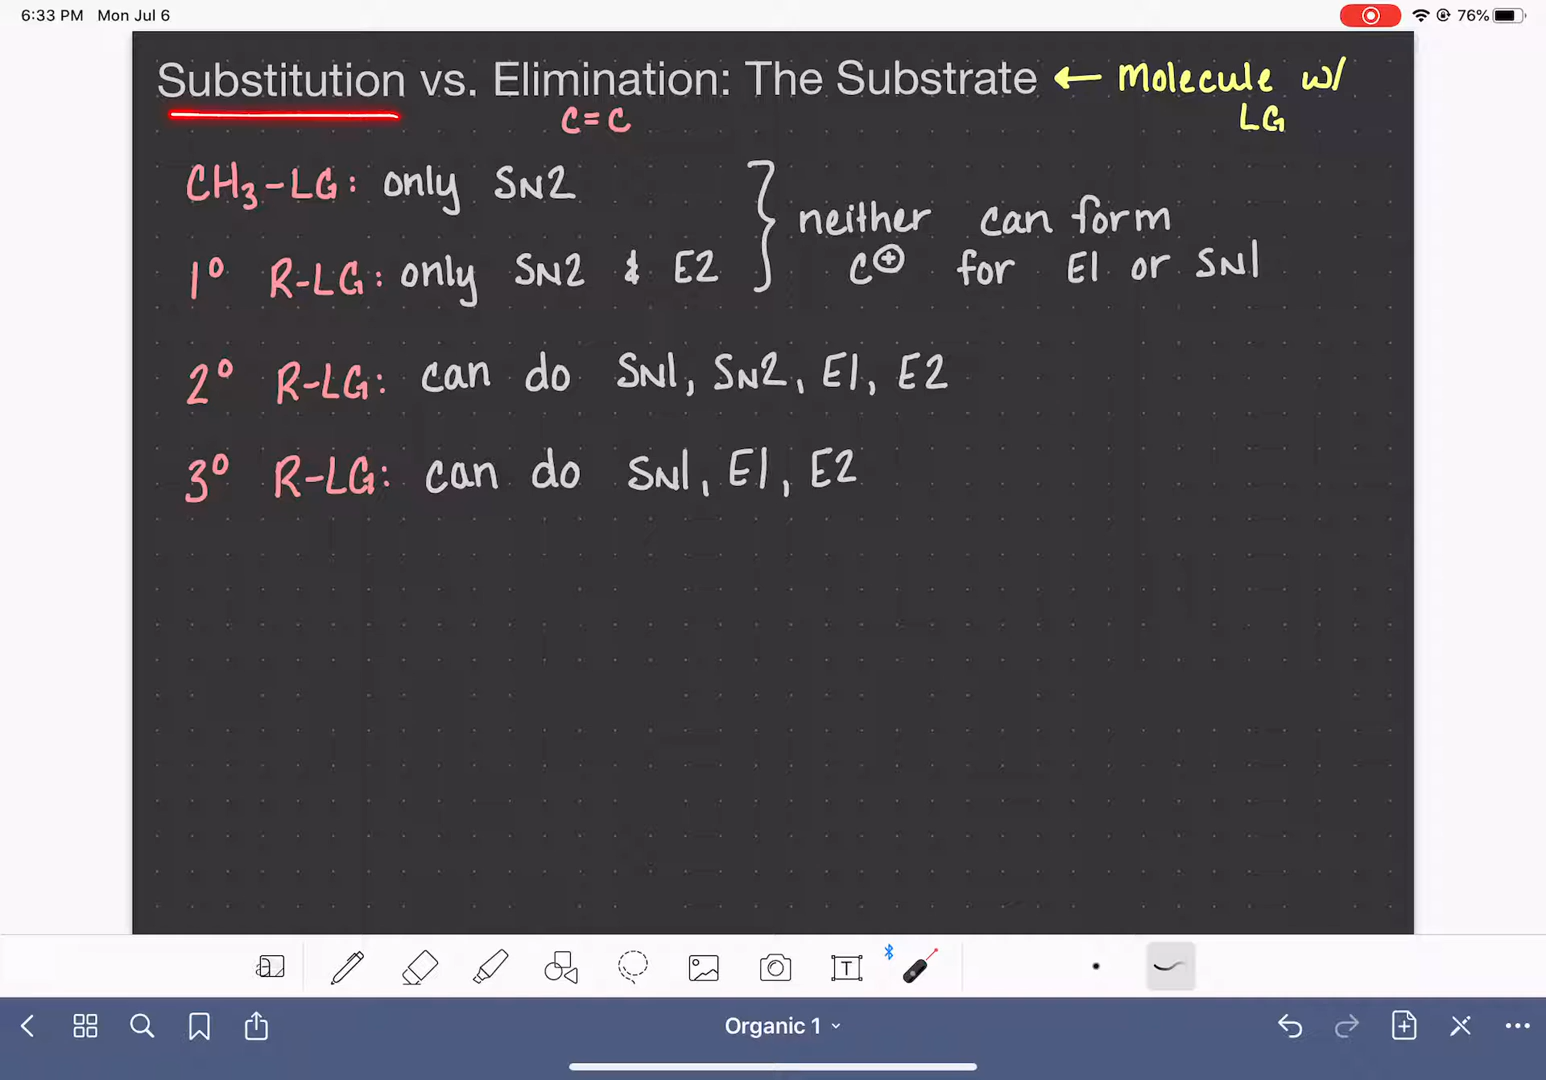 6:33 PM Mon Jul 6
76%
Substitution vs. Elimination: The Substrate ← Molecule w/
LG
C=C
CH₃-LG: only SN2
1° R-LG: only SN2 & E2
} neither can form
C⊕ for E1 or SN1
2° R-LG: can do SN1, SN2, E1, E2
3° R-LG: can do SN1, E1, E2
T
Organic 1